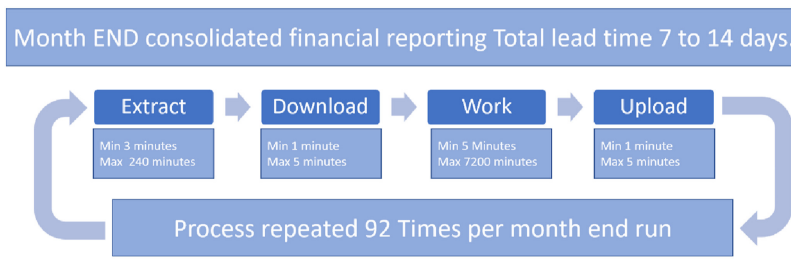 Month END consolidated financial reporting Total lead time 7 to 14 days.
Extract
Download
Work
Upload
Min 3 minutes
Max 240 minutes
Min 1 minute
Max 5 minutes
Min 5 Minutes
Max 7200 minutes
Min 1 minute
Max 5 minutes
Process repeated 92 Times per month end run